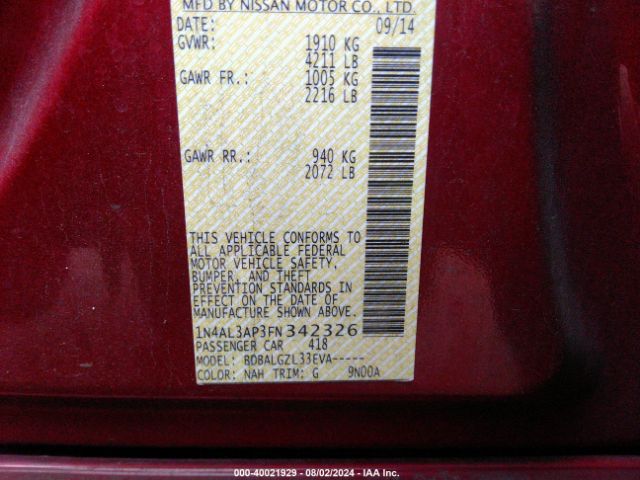 MFD BY NISSAN MOTOR CO., LTD.
DATE: 09/14
GVWR: 1910 KG
4211 LB
GAWR FR.: 1005 KG
2216 LB
GAWR RR.: 940 KG
2072 LB
THIS VEHICLE CONFORMS TO
ALL APPLICABLE FEDERAL
MOTOR VEHICLE SAFETY,
BUMPER, AND THEFT
PREVENTION STANDARDS IN
EFFECT ON THE DATE OF
MANUFACTURE SHOWN ABOVE.
1N4AL3AP3FN342326
PASSENGER CAR 418
MODEL: BDBALGZL33EVA-----
COLOR: NAH TRIM: G 9N00A
000-40021929 - 08/02/2024 - IAA Inc.